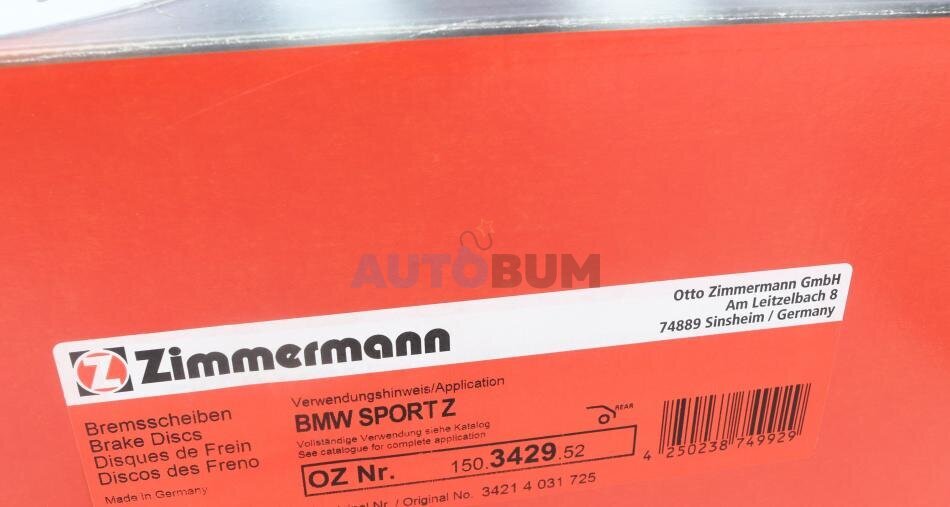 AUTOBUM
Otto Zimmermann GmbH
Am Leitzelbach 8
74889 Sinsheim / Germany
Z Zimmermann
Bremsscheiben
Brake Discs
Disques de Frein
Discos des Freno
Made in Germany
Verwendungshinweis/Application
BMW SPORT Z
Vollständige Verwendung siehe Katalog
See catalogue for complete application
REAR
OZ Nr. 150.3429.52
Nr. / Original No. 3421 4 031 725
4 250238 749929